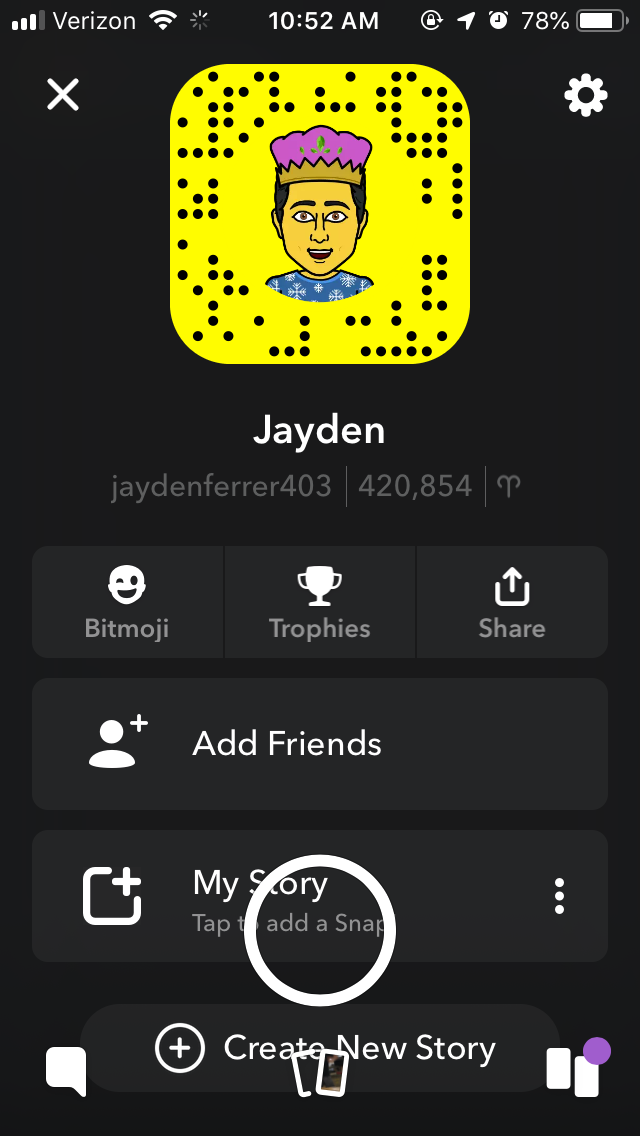 Verizon 10:52 AM 78%
Jayden
jaydenferrer403 420,854
Bitmoji Trophies Share
Add Friends
My Story
Tap to add a Snap
Create New Story